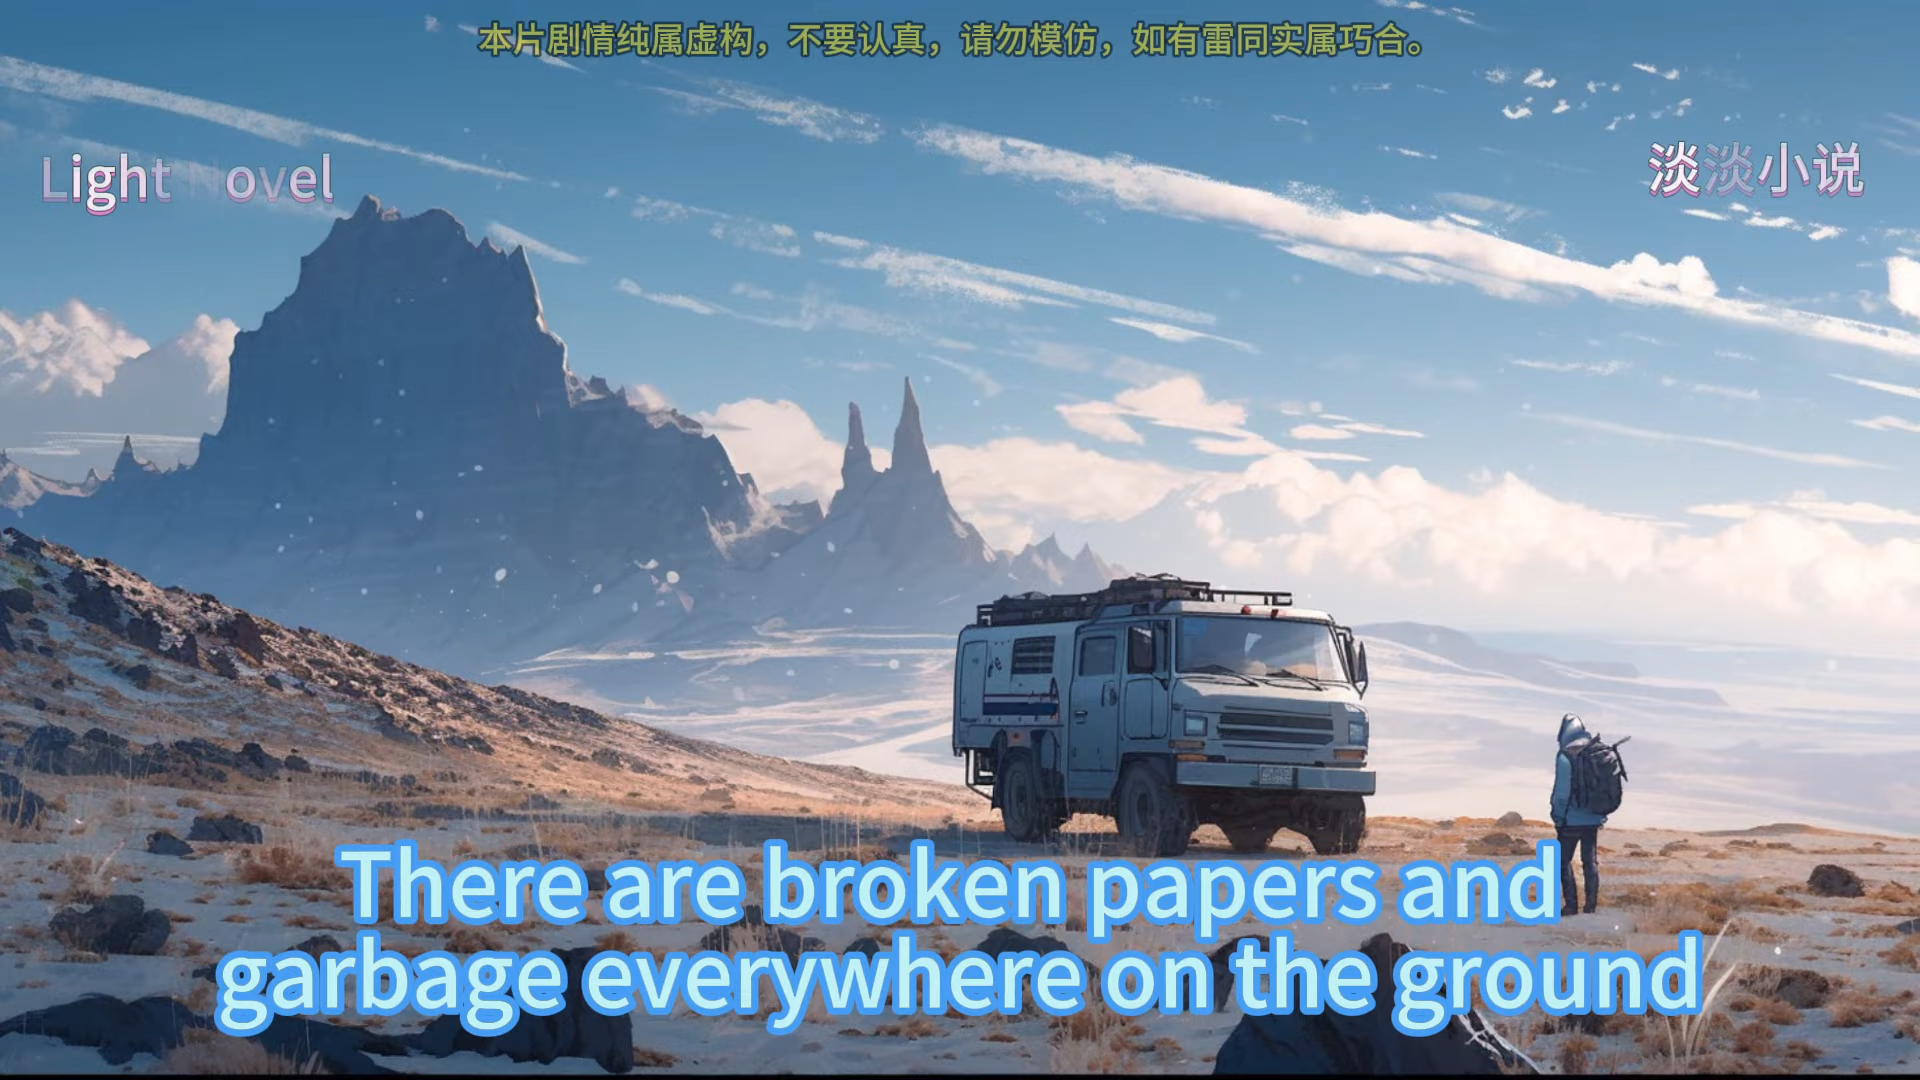 本片剧情纯属虚构，不要认真，请勿模仿，如有雷同实属巧合。
Light Novel
淡淡小说
There are broken papers and
garbage everywhere on the ground